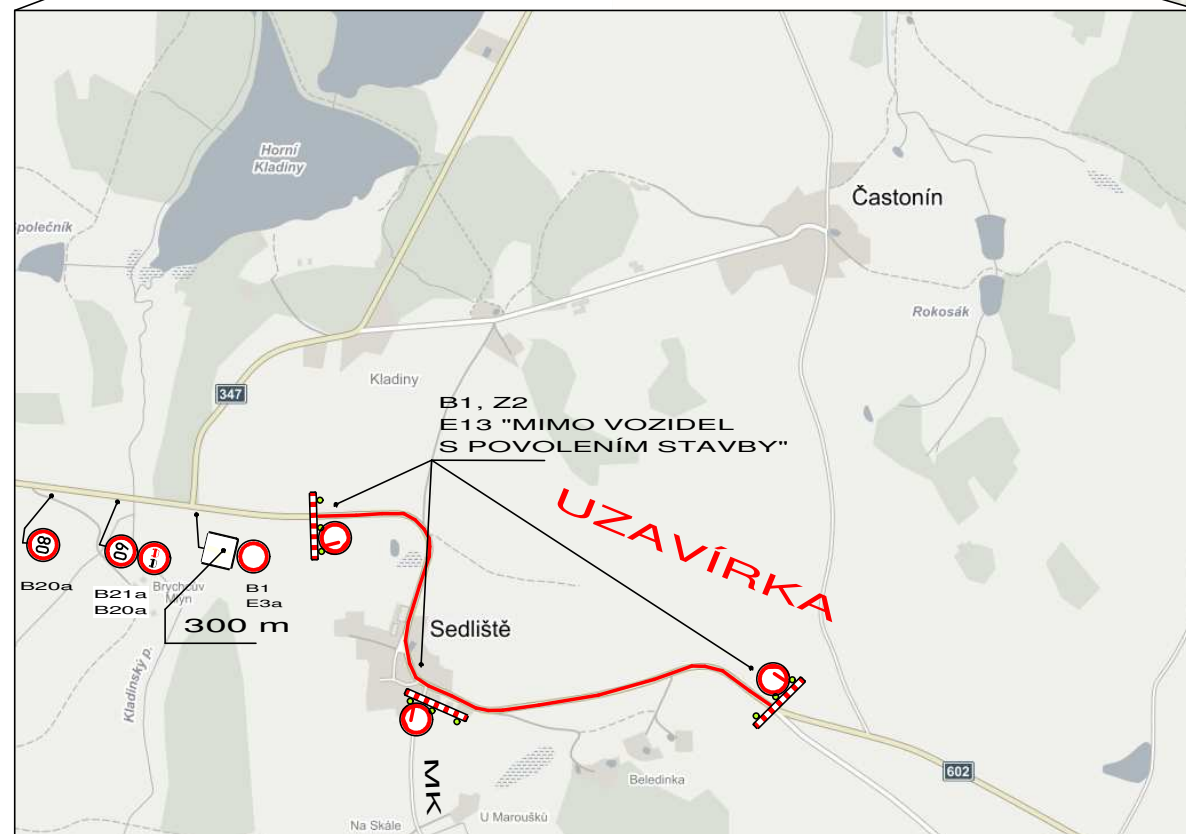 Horní
Kladiny
polečník
Častonín
Rokosák
Kladiny
347
B1, Z2
E13 "MIMO VOZIDEL
S POVOLENÍM STAVBY"
UZAVÍRKA
80
60
B20a
B21a
B20a
Brychcův
Mlýn
B1
E3a
300 m
Sedliště
Kladinský p.
602
MK
Beledinka
U Maroušků
Na Skále